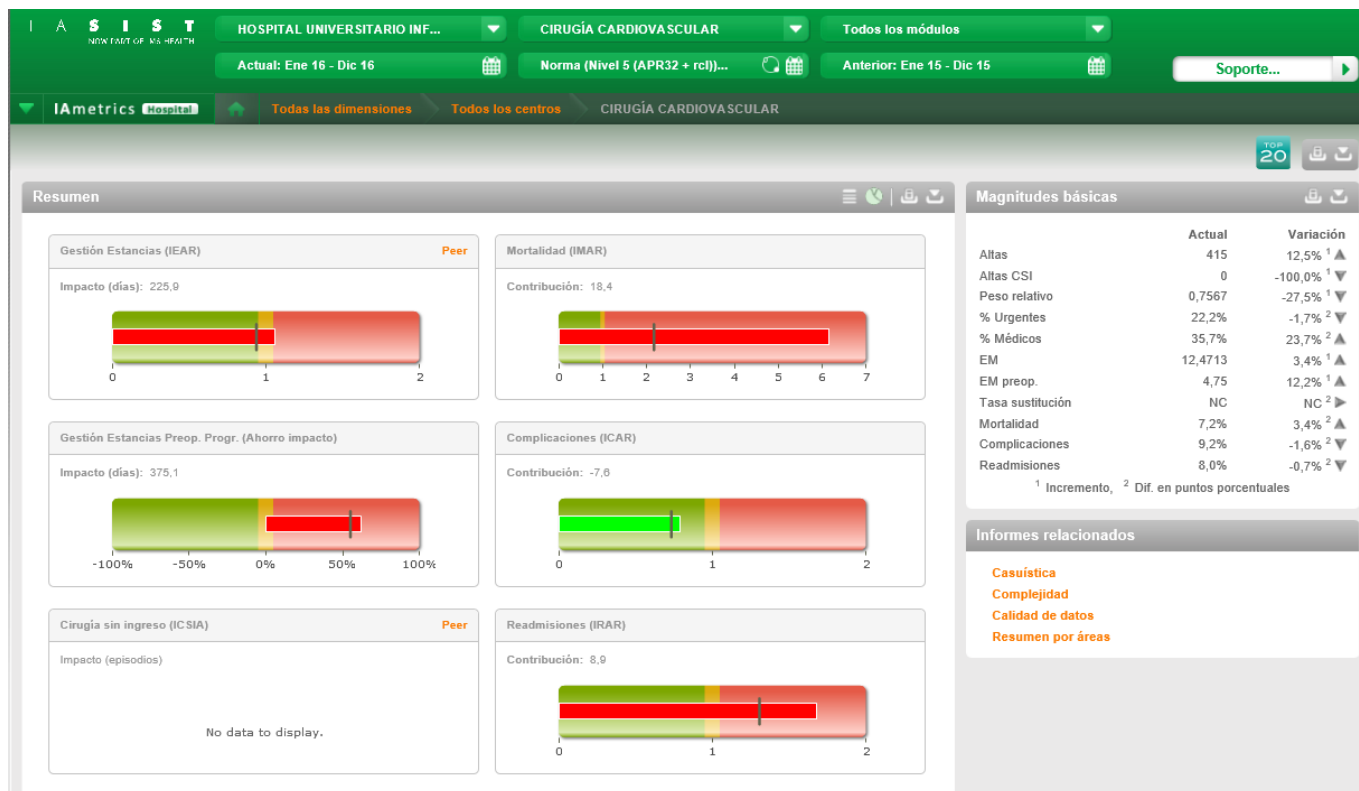 I A S I S T
NOW PART OF IMS HEALTH
HOSPITAL UNIVERSITARIO INF...
CIRUGÍA CARDIOVASCULAR
Todos los módulos
Actual: Ene 16 - Dic 16
Norma (Nivel 5 (APR32 + rcl))...
Anterior: Ene 15 - Dic 15
Soporte...
IAmetrics Hospital
Todas las dimensiones
Todos los centros
CIRUGÍA CARDIOVASCULAR
TOP 20
Resumen
Gestión Estancias (IEAR) Peer
Impacto (días): 225,9
0 1 2
Mortalidad (IMAR)
Contribución: 18,4
0 1 2 3 4 5 6 7
Gestión Estancias Preop. Progr. (Ahorro impacto)
Impacto (días): 375,1
-100% -50% 0% 50% 100%
Complicaciones (ICAR)
Contribución: -7,6
0 1 2
Cirugía sin ingreso (ICSIA) Peer
Impacto (episodios)
No data to display.
Readmisiones (IRAR)
Contribución: 8,9
0 1 2
Magnitudes básicas
Actual Variación
Altas 415 12,5% 1
Altas CSI 0 -100,0% 1
Peso relativo 0,7567 -27,5% 1
% Urgentes 22,2% -1,7% 2
% Médicos 35,7% 23,7% 2
EM 12,4713 3,4% 1
EM preop. 4,75 12,2% 1
Tasa sustitución NC NC 2
Mortalidad 7,2% 3,4% 2
Complicaciones 9,2% -1,6% 2
Readmisiones 8,0% -0,7% 2
1 Incremento, 2 Dif. en puntos porcentuales
Informes relacionados
Casuística
Complejidad
Calidad de datos
Resumen por áreas